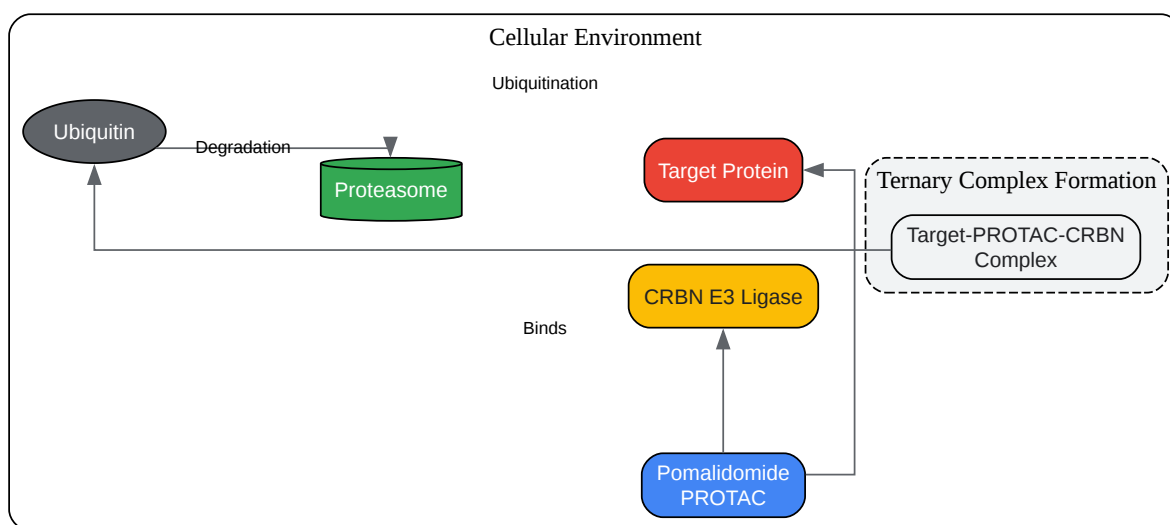 Cellular Environment
Ubiquitination
Ubiquitin
Degradation
Proteasome
Target Protein
Ternary Complex Formation
Target-PROTAC-CRBN
Complex
CRBN E3 Ligase
Binds
Pomalidomide
PROTAC